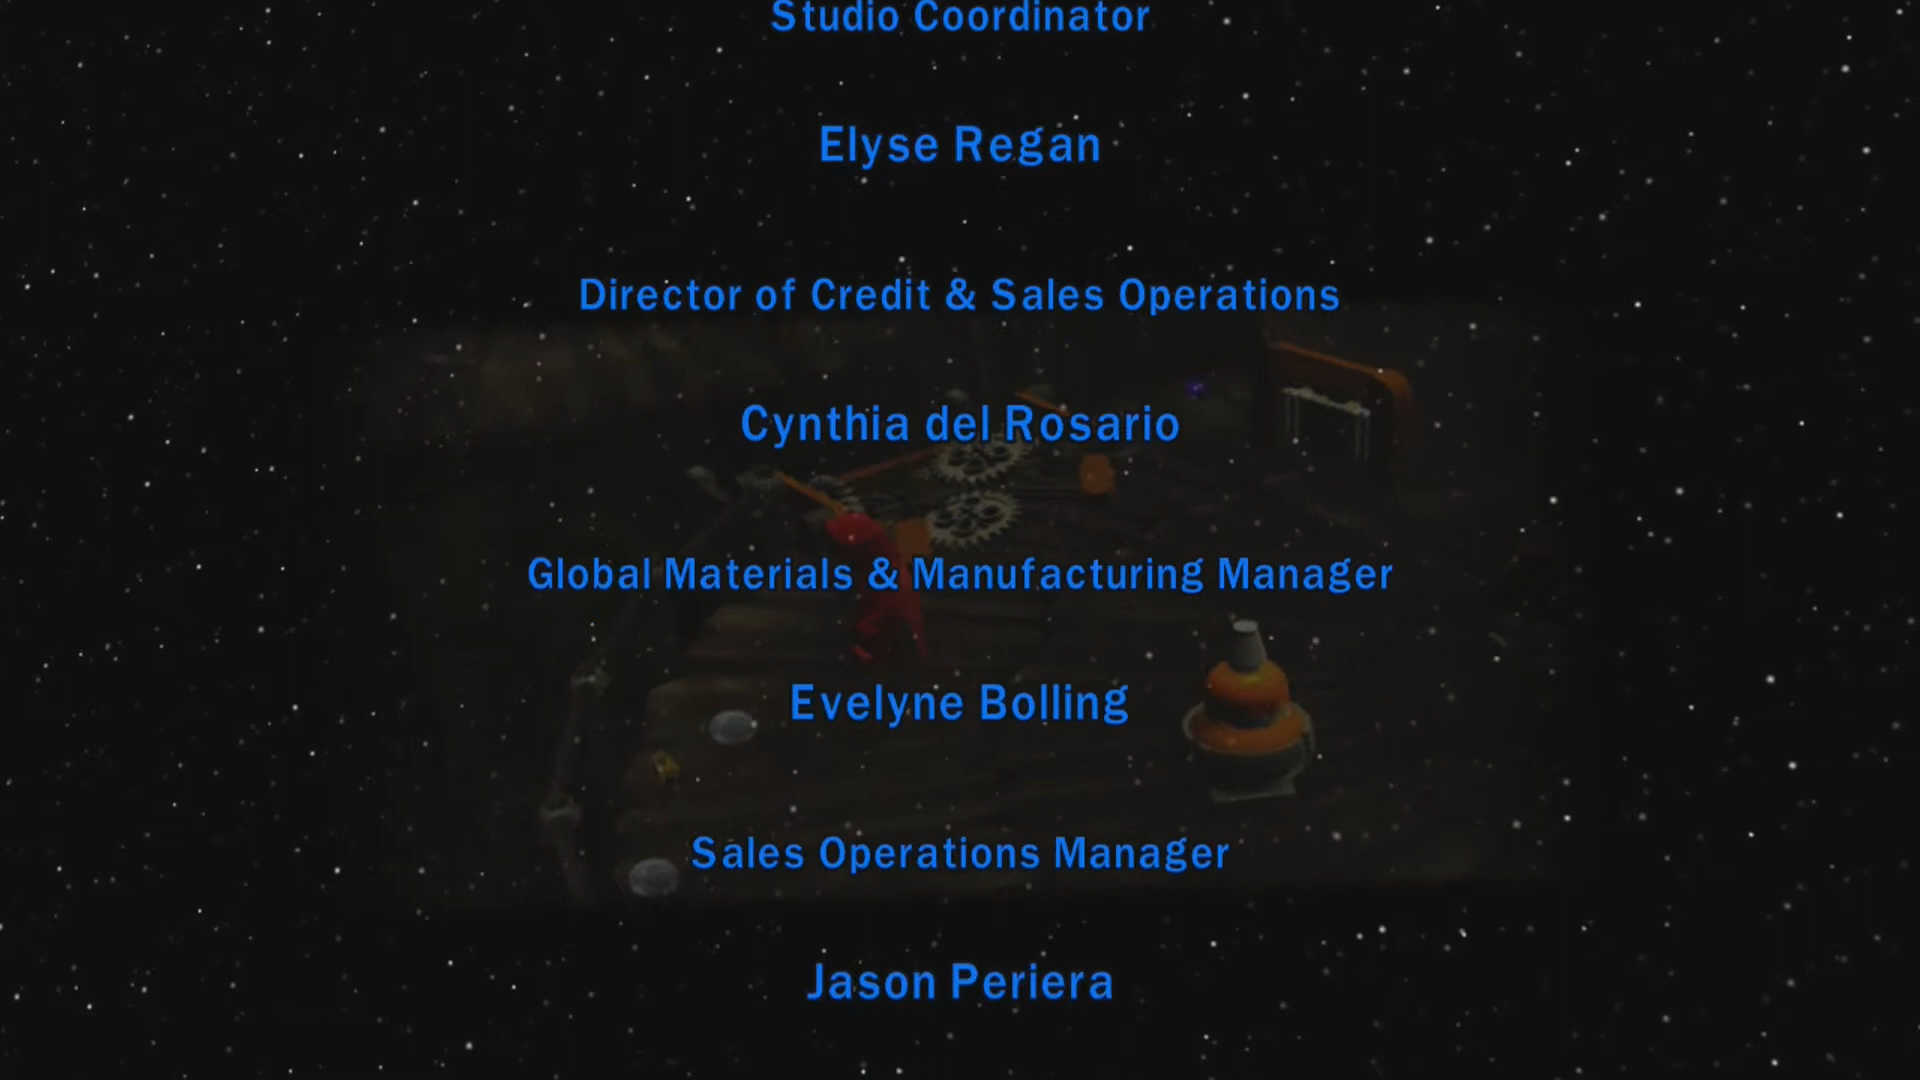 Studio Coordinator
Elyse Regan
Director of Credit & Sales Operations
Cynthia del Rosario
Global Materials & Manufacturing Manager
Evelyne Bolling
Sales Operations Manager
Jason Periera